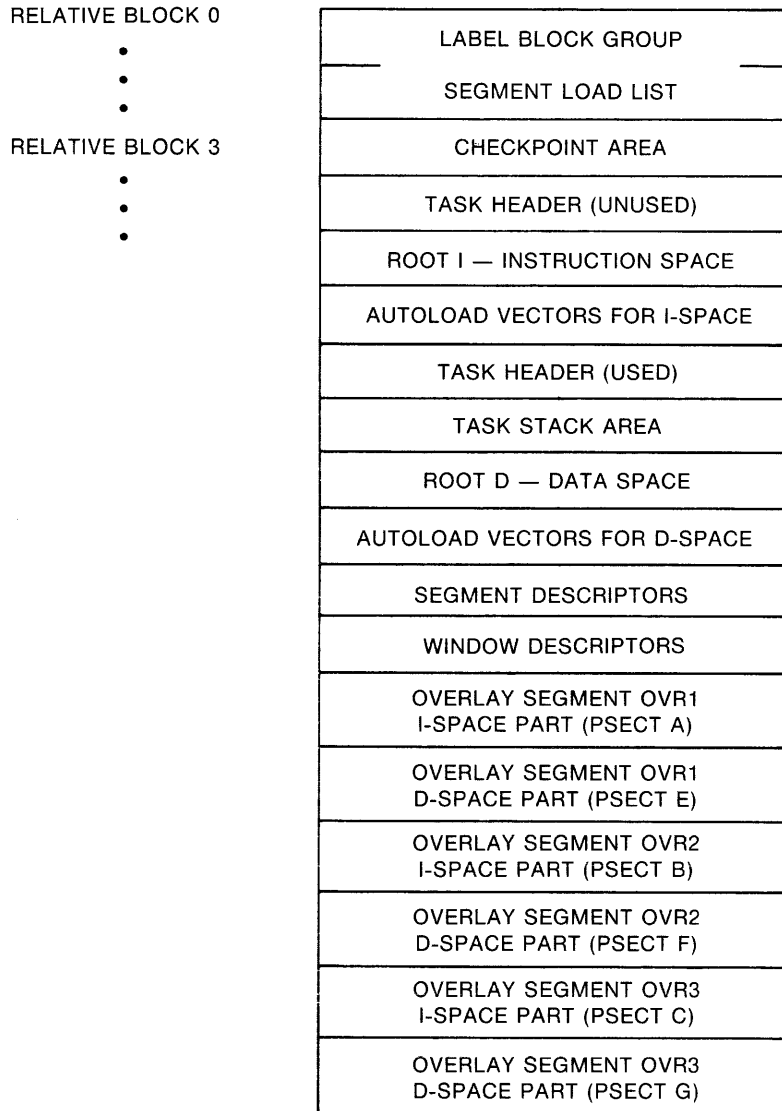 RELATIVE BLOCK 0
LABEL BLOCK GROUP
SEGMENT LOAD LIST
RELATIVE BLOCK 3
CHECKPOINT AREA
TASK HEADER (UNUSED)
ROOT I — INSTRUCTION SPACE
AUTOLOAD VECTORS FOR I-SPACE
TASK HEADER (USED)
TASK STACK AREA
ROOT D — DATA SPACE
AUTOLOAD VECTORS FOR D-SPACE
SEGMENT DESCRIPTORS
WINDOW DESCRIPTORS
OVERLAY SEGMENT OVR1
I-SPACE PART (PSECT A)
OVERLAY SEGMENT OVR1
D-SPACE PART (PSECT E)
OVERLAY SEGMENT OVR2
I-SPACE PART (PSECT B)
OVERLAY SEGMENT OVR2
D-SPACE PART (PSECT F)
OVERLAY SEGMENT OVR3
I-SPACE PART (PSECT C)
OVERLAY SEGMENT OVR3
D-SPACE PART (PSECT G)